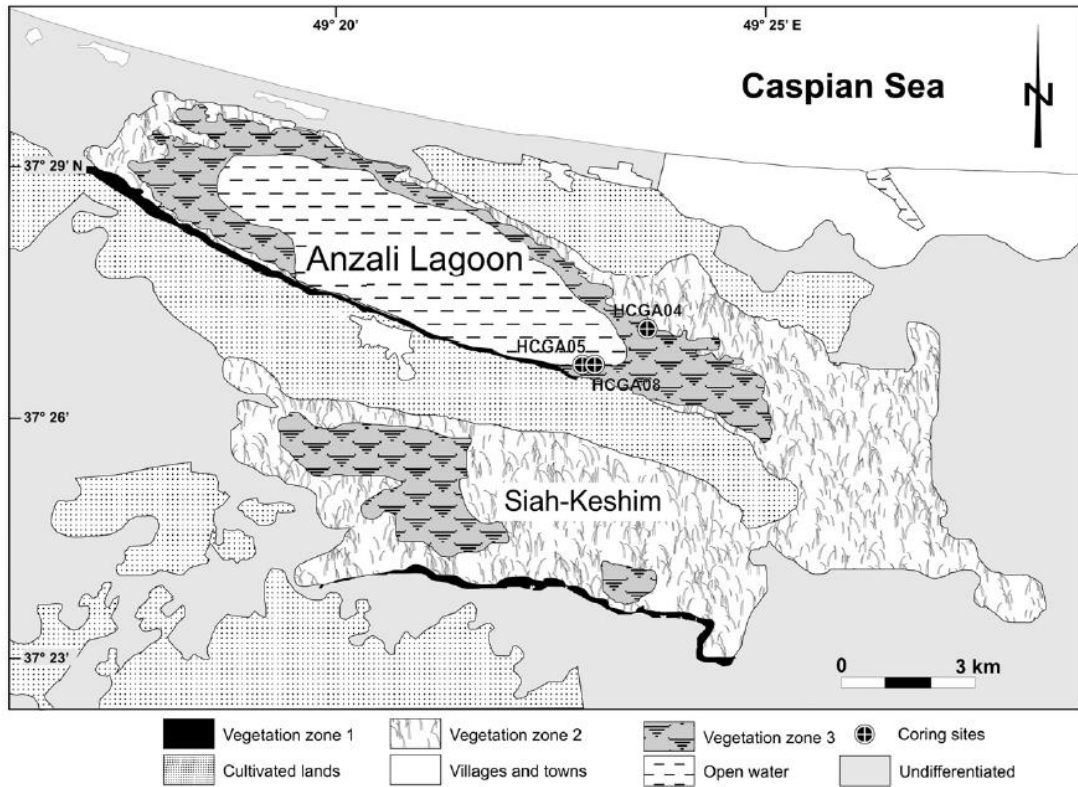 49° 20'
49° 25' E
Caspian Sea
N
37° 29' N
Anzali Lagoon
HCGA04
HCGA05
HCGA08
37° 26'
Siah-Keshim
37° 23'
0 3 km
Vegetation zone 1
Vegetation zone 2
Vegetation zone 3
Coring sites
Cultivated lands
Villages and towns
Open water
Undifferentiated